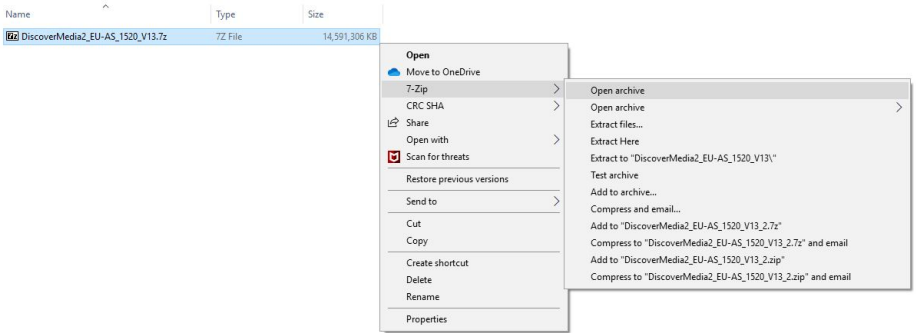 Name Type Size
DiscoverMedia2_EU-AS_1520_V13.7z 7Z File 14,591,306 KB
Open
Move to OneDrive
7-Zip
CRC SHA
Share
Open with
Scan for threats
Restore previous versions
Send to
Cut
Copy
Create shortcut
Delete
Rename
Properties
Open archive
Open archive
Extract files...
Extract Here
Extract to "DiscoverMedia2_EU-AS_1520_V13\"
Test archive
Add to archive...
Compress and email...
Add to "DiscoverMedia2_EU-AS_1520_V13_2.7z"
Compress to "DiscoverMedia2_EU-AS_1520_V13_2.7z" and email
Add to "DiscoverMedia2_EU-AS_1520_V13_2.zip"
Compress to "DiscoverMedia2_EU-AS_1520_V13_2.zip" and email